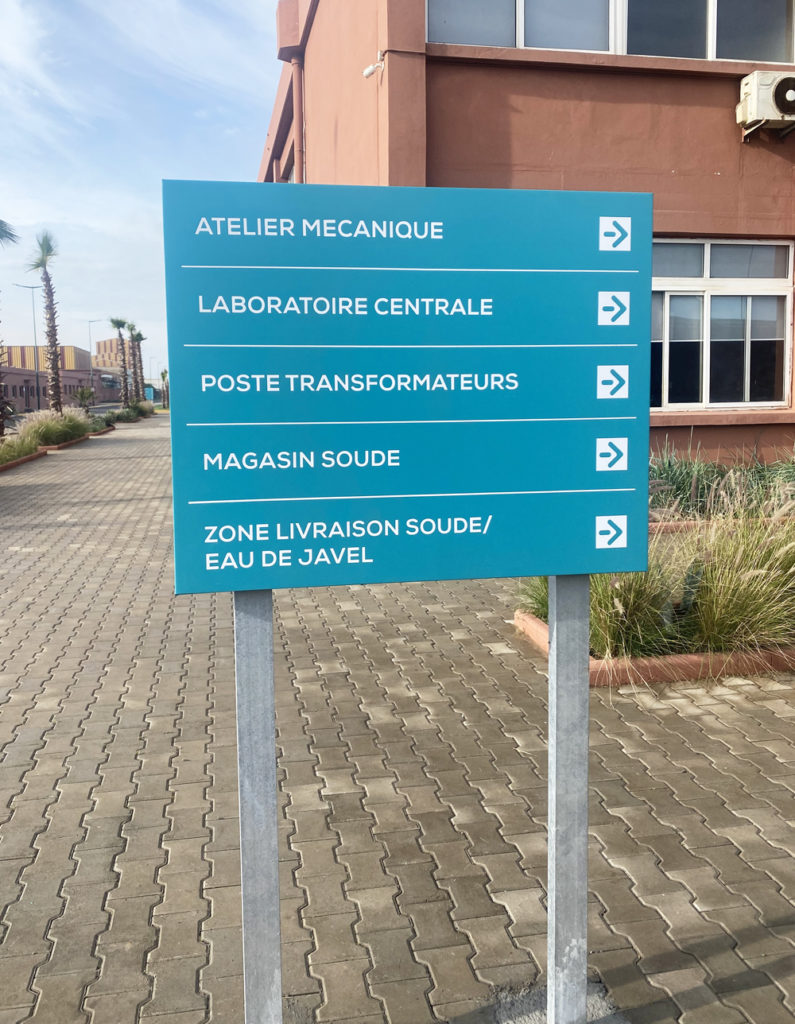 ATELIER MECANIQUE
LABORATOIRE CENTRALE
POSTE TRANSFORMATEURS
MAGASIN SOUDE
ZONE LIVRAISON SOUDE/
EAU DE JAVEL